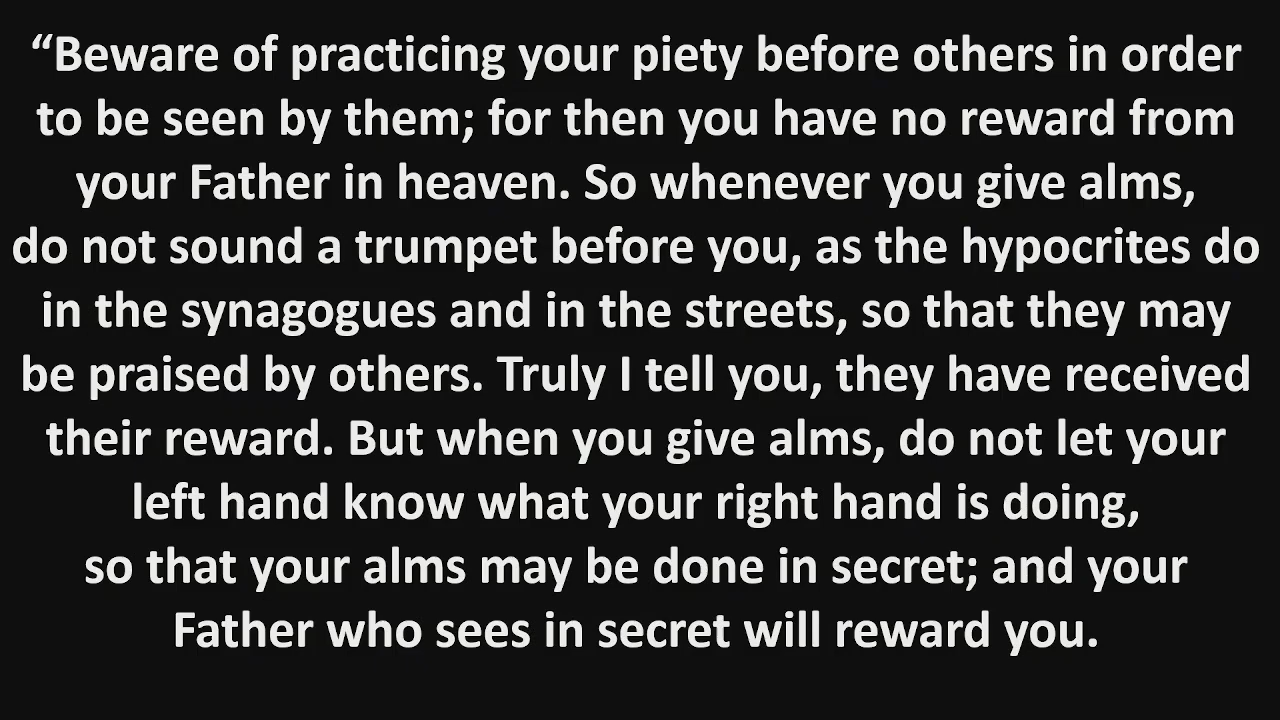 “Beware of practicing your piety before others in order
to be seen by them; for then you have no reward from
your Father in heaven. So whenever you give alms,
do not sound a trumpet before you, as the hypocrites do
in the synagogues and in the streets, so that they may
be praised by others. Truly I tell you, they have received
their reward. But when you give alms, do not let your
left hand know what your right hand is doing,
so that your alms may be done in secret; and your
Father who sees in secret will reward you.